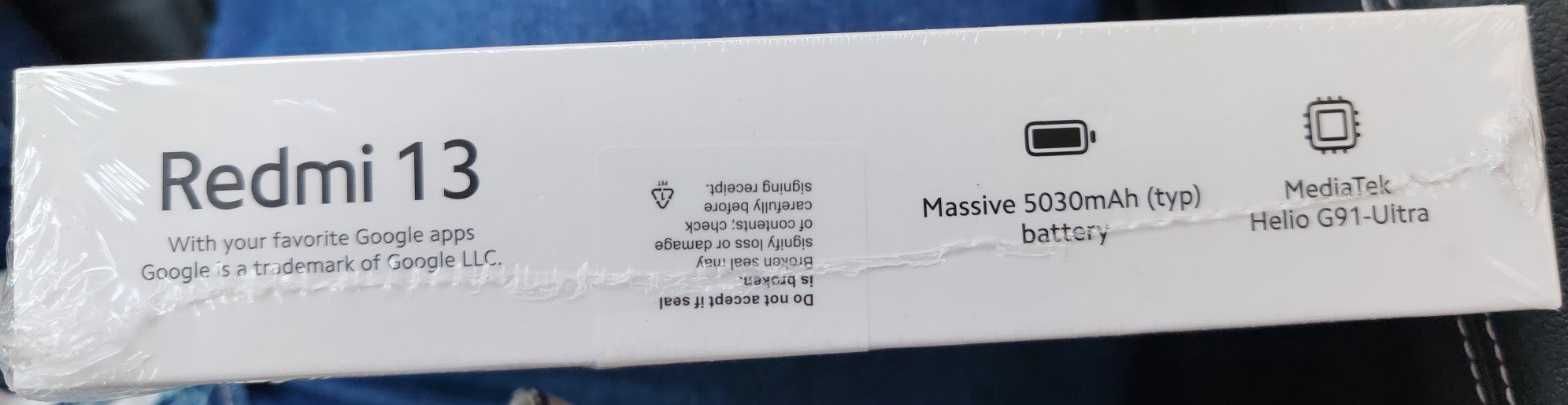 Redmi 13
With your favorite Google apps
Google is a trademark of Google LLC.
Do not accept if seal
is broken.
Broken seal may
signify loss or damage
of contents; check
carefully before
signing receipt.
Massive 5030mAh (typ)
battery
MediaTek
Helio G91-Ultra